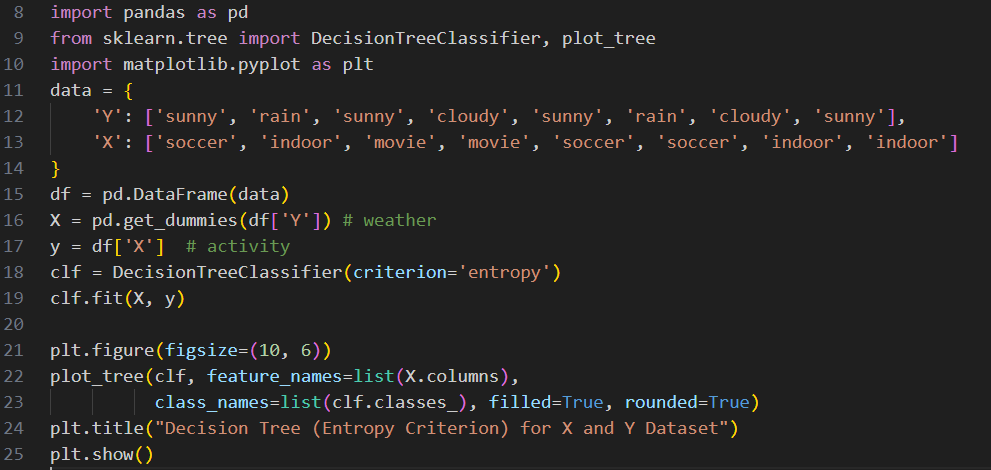 8 import pandas as pd
9 from sklearn.tree import DecisionTreeClassifier, plot_tree
10 import matplotlib.pyplot as plt
11 data = {
12     'Y': ['sunny', 'rain', 'sunny', 'cloudy', 'sunny', 'rain', 'cloudy', 'sunny'],
13     'X': ['soccer', 'indoor', 'movie', 'movie', 'soccer', 'soccer', 'indoor', 'indoor']
14 }
15 df = pd.DataFrame(data)
16 X = pd.get_dummies(df['Y']) # weather
17 y = df['X']  # activity
18 clf = DecisionTreeClassifier(criterion='entropy')
19 clf.fit(X, y)
20
21 plt.figure(figsize=(10, 6))
22 plot_tree(clf, feature_names=list(X.columns),
23           class_names=list(clf.classes_), filled=True, rounded=True)
24 plt.title("Decision Tree (Entropy Criterion) for X and Y Dataset")
25 plt.show()